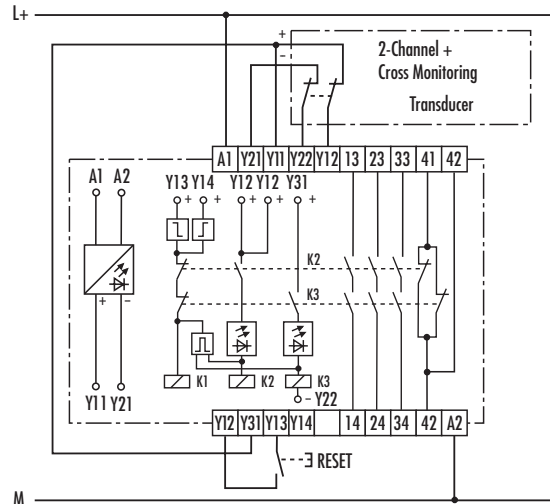 L+
+
–
2-Channel +
Cross Monitoring
Transducer
A1 Y21 Y11 Y22 Y12 13 23 33 41 42
A1 A2 Y13 Y14 Y12 Y12 Y31
+ + + + +
K2
K3
+ –
K1 K2 K3
Y11 Y21
– Y22
Y12 Y31 Y13 Y14 14 24 34 42 A2
RESET
M